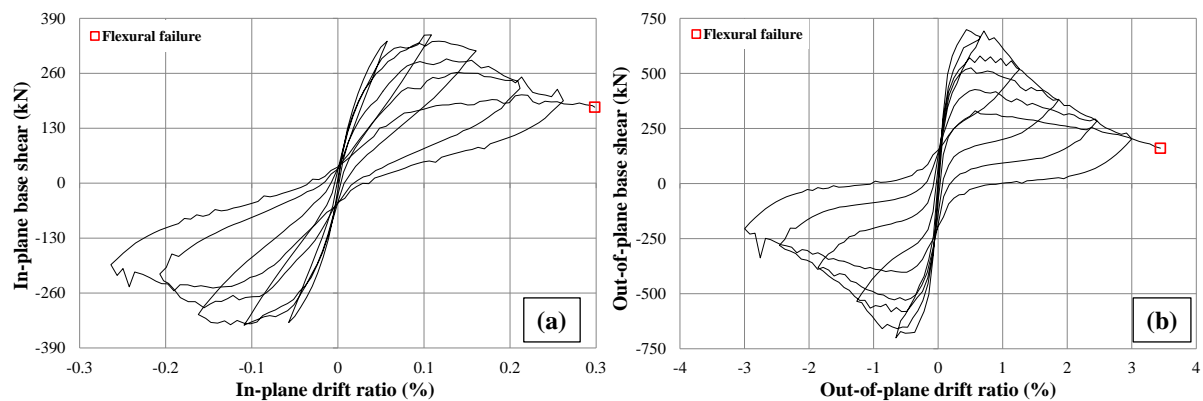 390
260
130
0
-130
-260
-390
In-plane base shear (kN)
Flexural failure
(a)
-0.3 -0.2 -0.1 0 0.1 0.2 0.3
In-plane drift ratio (%)
750
500
250
0
-250
-500
-750
Out-of-plane base shear (kN)
Flexural failure
(b)
-4 -3 -2 -1 0 1 2 3 4
Out-of-plane drift ratio (%)